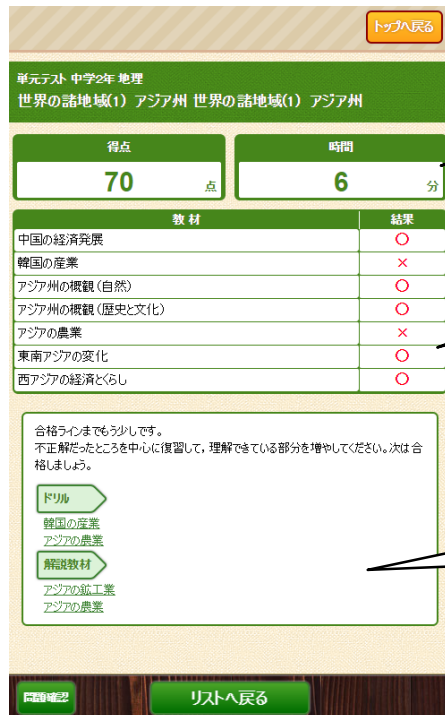 トップへ戻る
単元テスト 中学2年 地理
世界の諸地域(1) アジア州 世界の諸地域(1) アジア州
得点 時間
70 点 6 分
教材 結果
中国の経済発展 ○
韓国の産業 ×
アジア州の概観(自然) ○
アジア州の概観(歴史と文化) ○
アジアの農業 ×
東南アジアの変化 ○
西アジアの経済とくらし ○
合格ラインまでもう少しです。
不正解だったところを中心に復習して,理解できている部分を増やしてください。次は合
格しましょう。
ドリル
韓国の産業
アジアの農業
解説教材
アジアの鉱工業
アジアの農業
問題確認 リストへ戻る